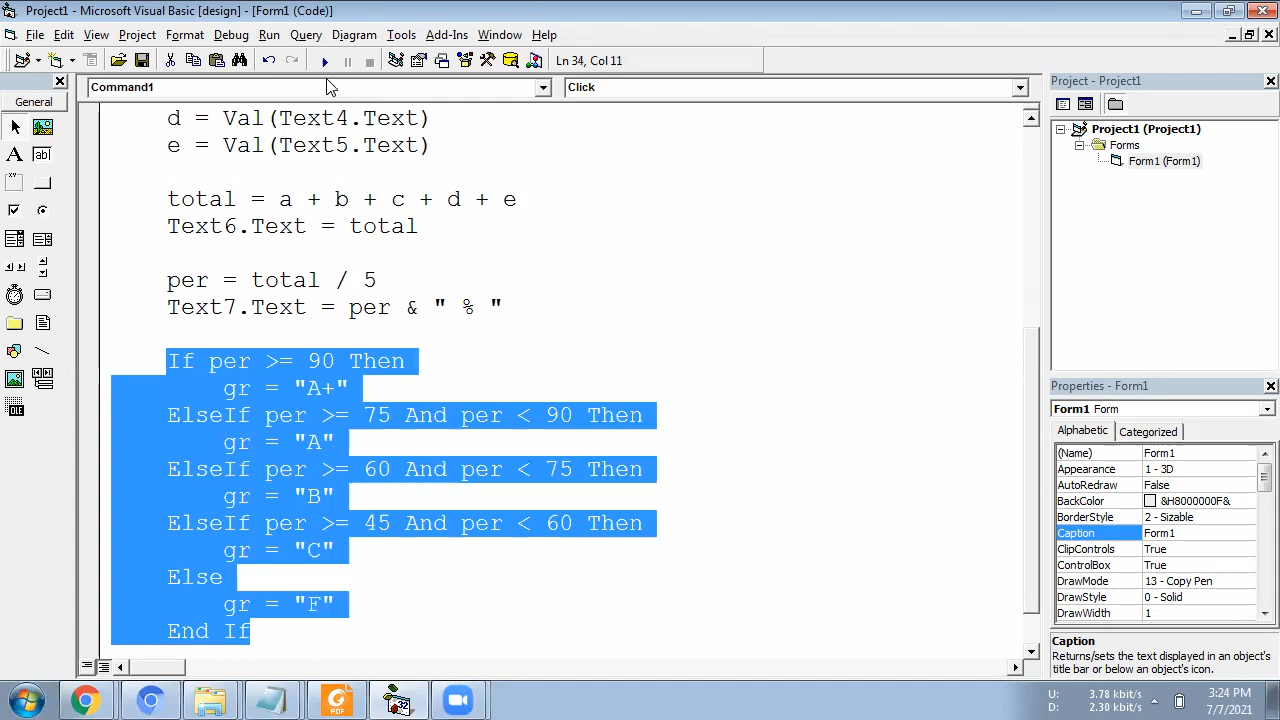 Project1 - Microsoft Visual Basic [design] - [Form1 (Code)]
File Edit View Project Format Debug Run Query Diagram Tools Add-Ins Window Help
Ln 34, Col 11
General
Command1
Click
d = Val(Text4.Text)
e = Val(Text5.Text)
total = a + b + c + d + e
Text6.Text = total
per = total / 5
Text7.Text = per & " % "
If per >= 90 Then
gr = "A+"
ElseIf per >= 75 And per < 90 Then
gr = "A"
ElseIf per >= 60 And per < 75 Then
gr = "B"
ElseIf per >= 45 And per < 60 Then
gr = "C"
Else
gr = "F"
End If
Project - Project1
Project1 (Project1)
Forms
Form1 (Form1)
Properties - Form1
Form1 Form
Alphabetic Categorized
(Name) Form1
Appearance 1 - 3D
AutoRedraw False
BackColor &H8000000F&
BorderStyle 2 - Sizable
Caption Form1
ClipControls True
ControlBox True
DrawMode 13 - Copy Pen
DrawStyle 0 - Solid
DrawWidth 1
Caption
Returns/sets the text displayed in an object's
title bar or below an object's icon.
U: 3.78 kbit/s
D: 2.30 kbit/s
3:24 PM
7/7/2021